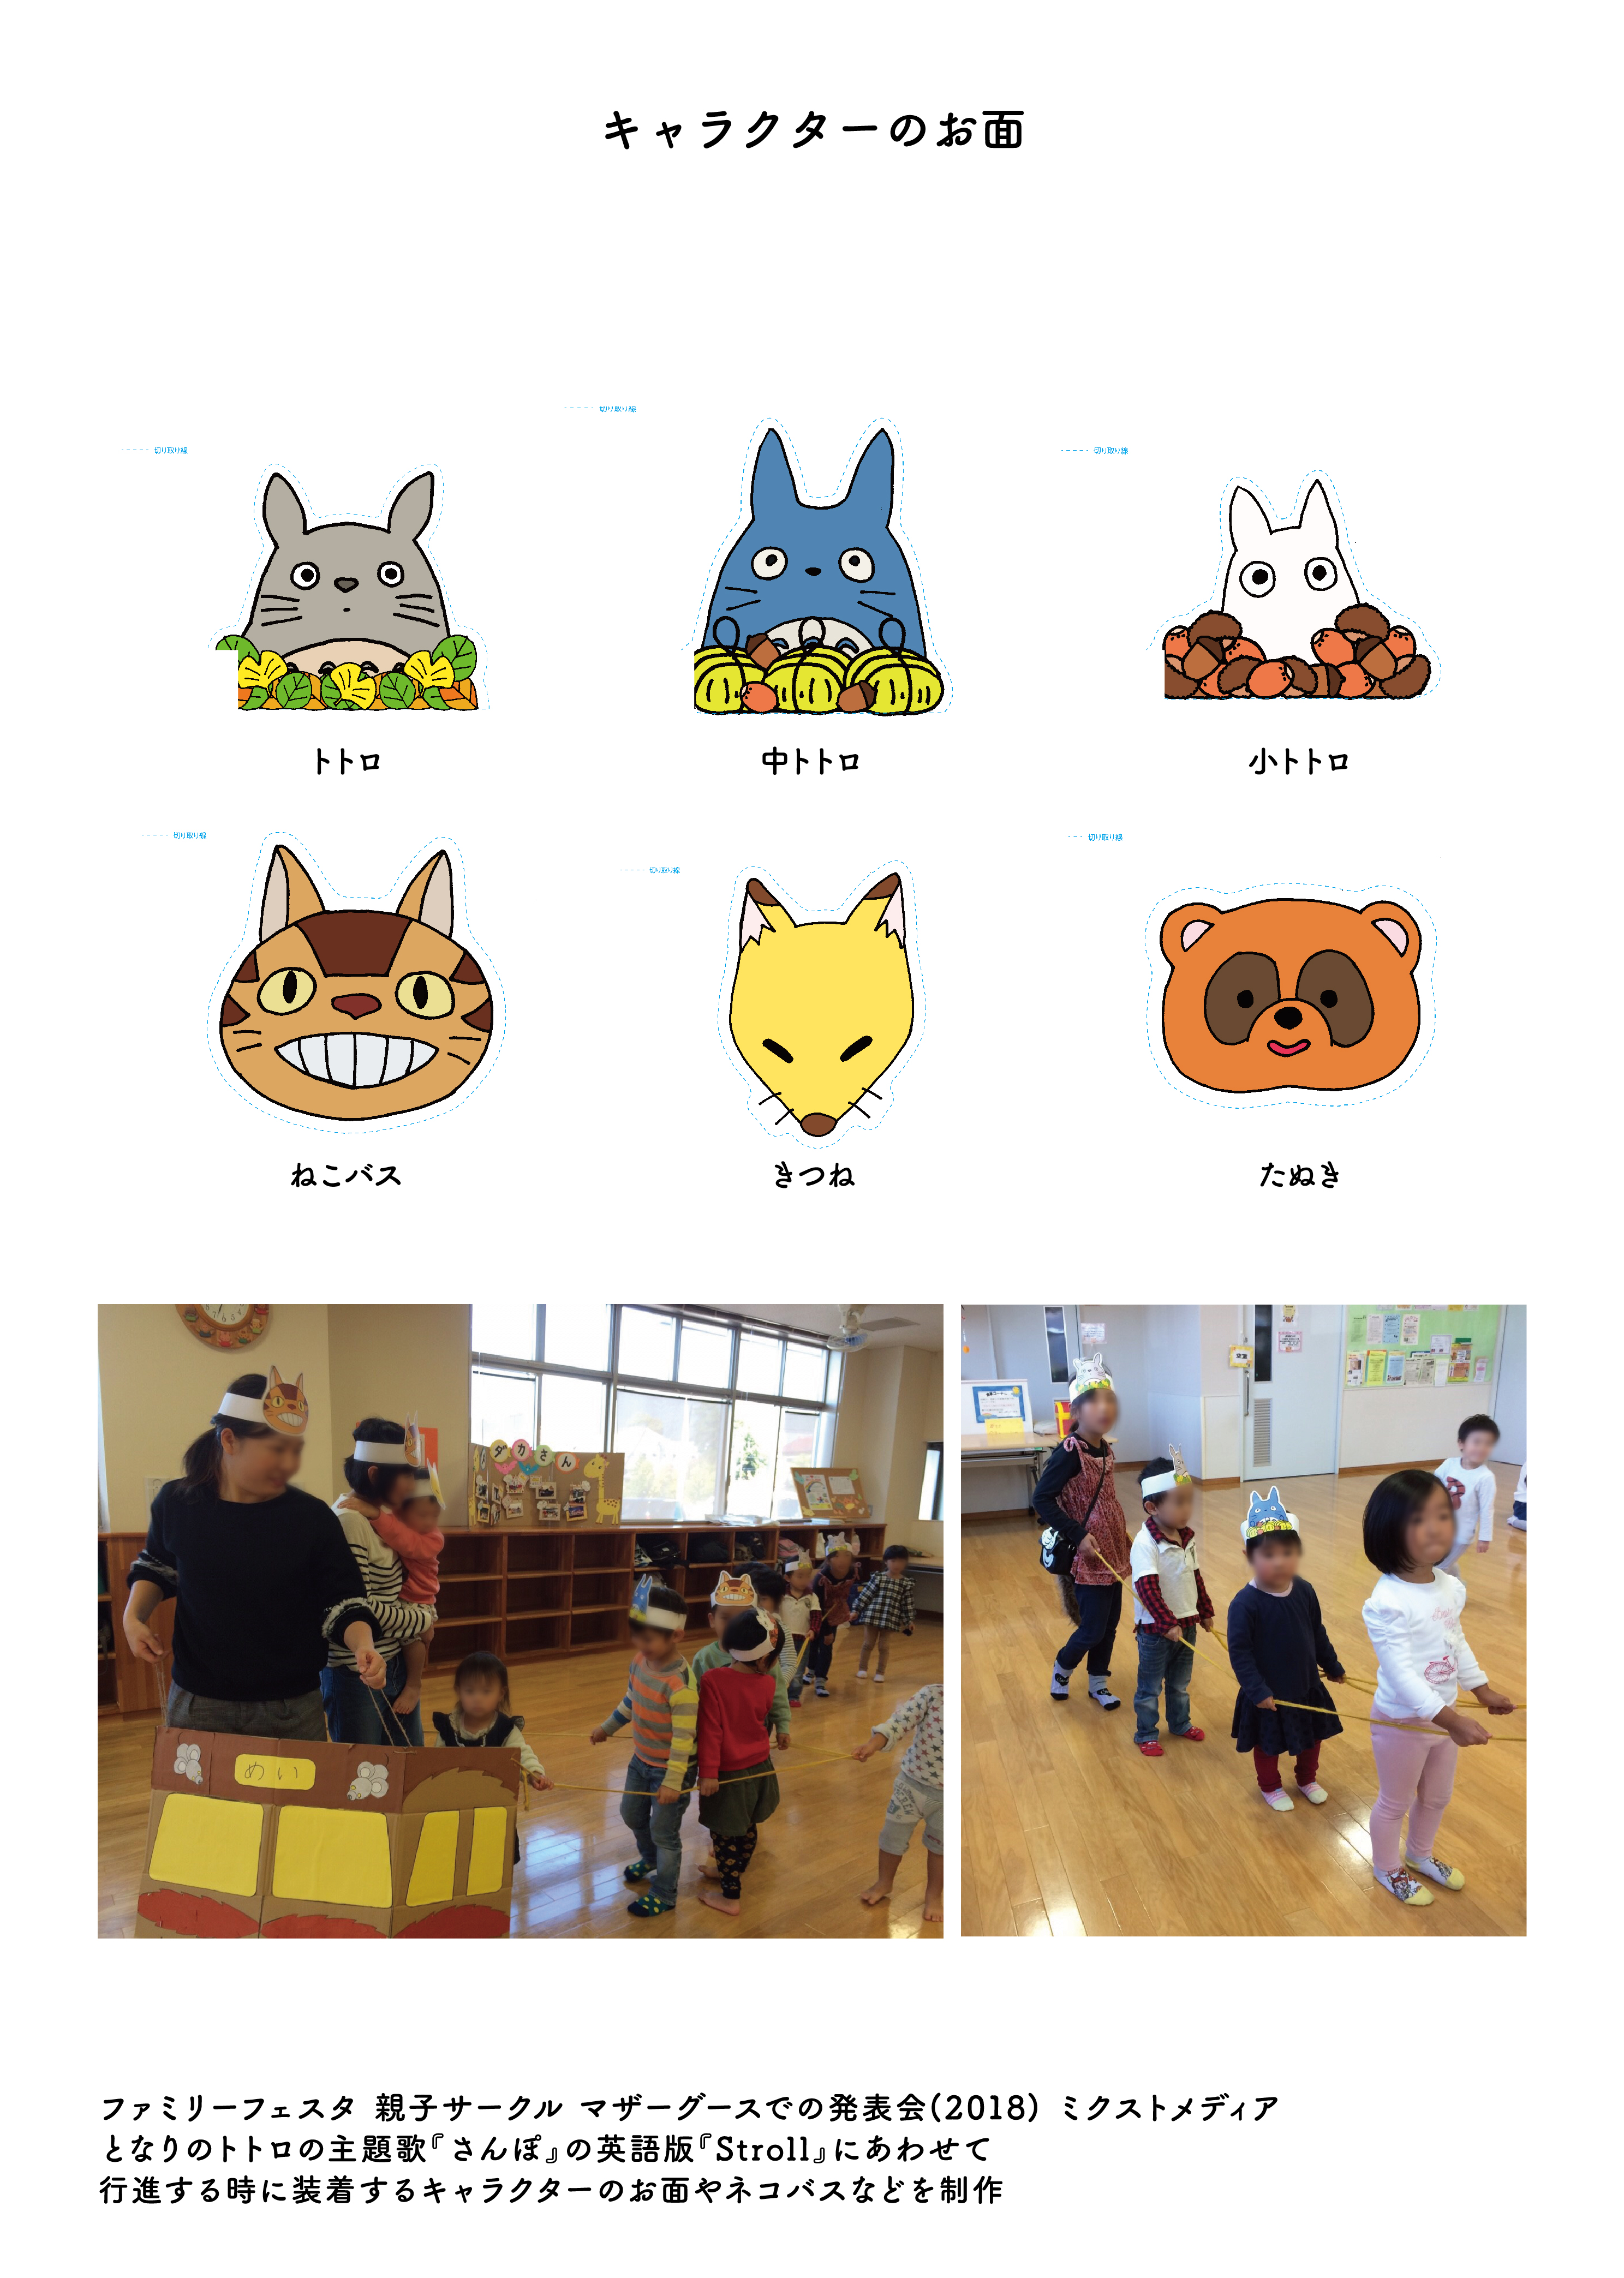 キャラクターのお面
切り取り線
切り取り線
切り取り線
トトロ
中トトロ
小トトロ
切り取り線
切り取り線
切り取り線
ねこバス
きつね
たぬき
ダカさん
めい
ファミリーフェスタ 親子サークル マザーグースでの発表会(2018) ミクストメディア
となりのトトロの主題歌『さんぽ』の英語版『Stroll』にあわせて
行進する時に装着するキャラクターのお面やネコバスなどを制作